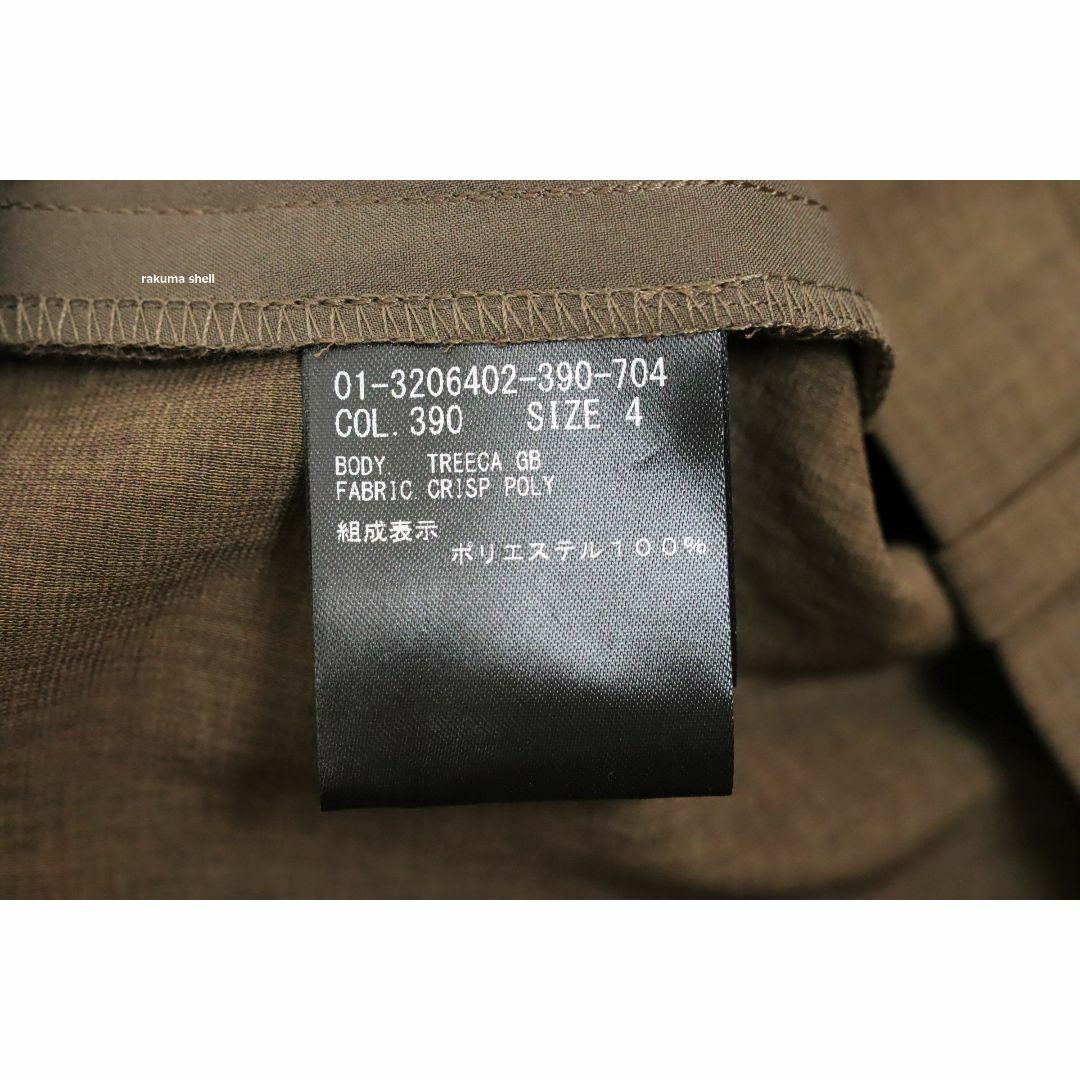 rakuma shell
01-3206402-390-704
COL. 390 SIZE 4
BODY TREECA GB
FABRIC CRISP POLY
組成表示
ポリエステル１００％